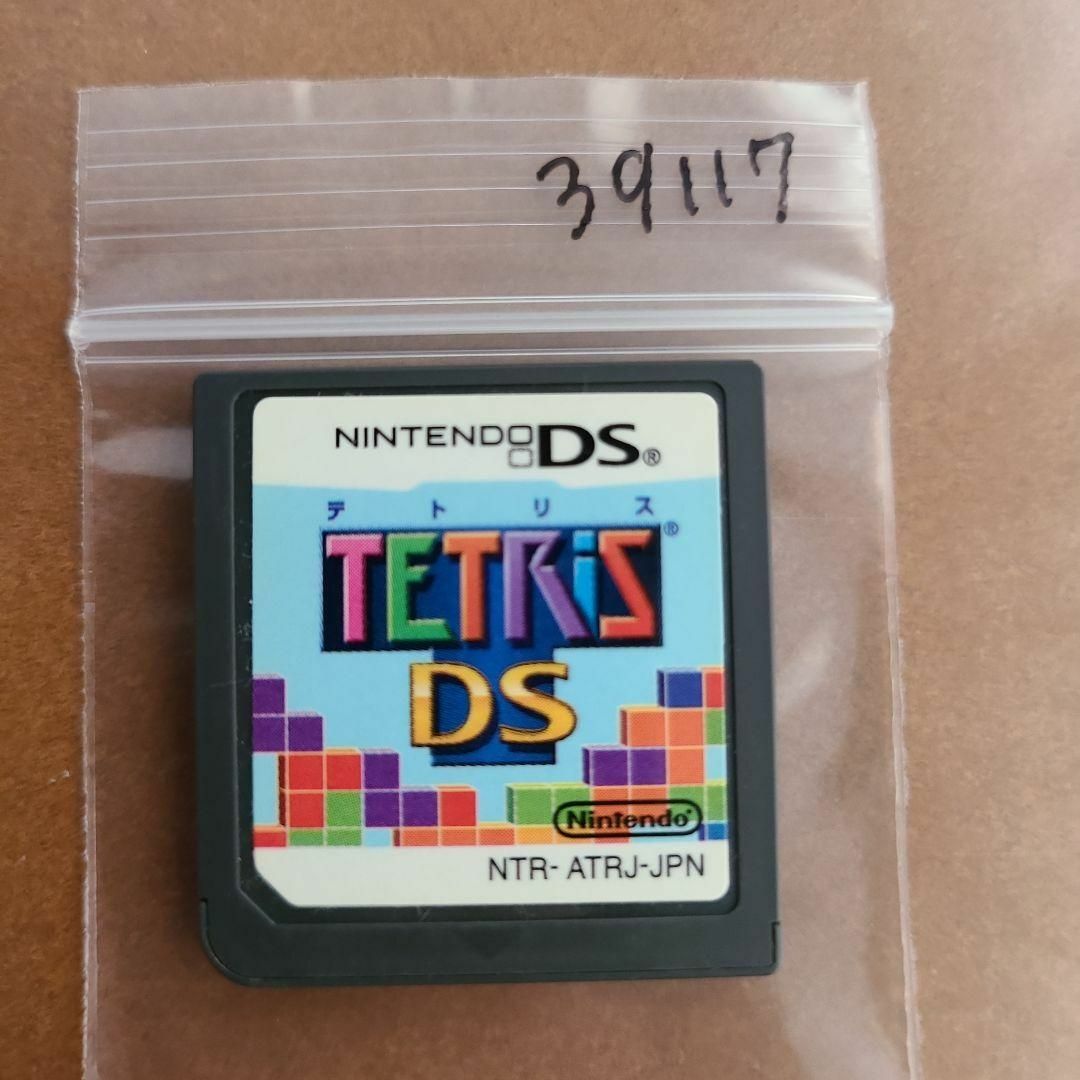 39117
NINTENDO DS®
テトリス
TETRiS®
DS
Nintendo®
NTR- ATRJ-JPN